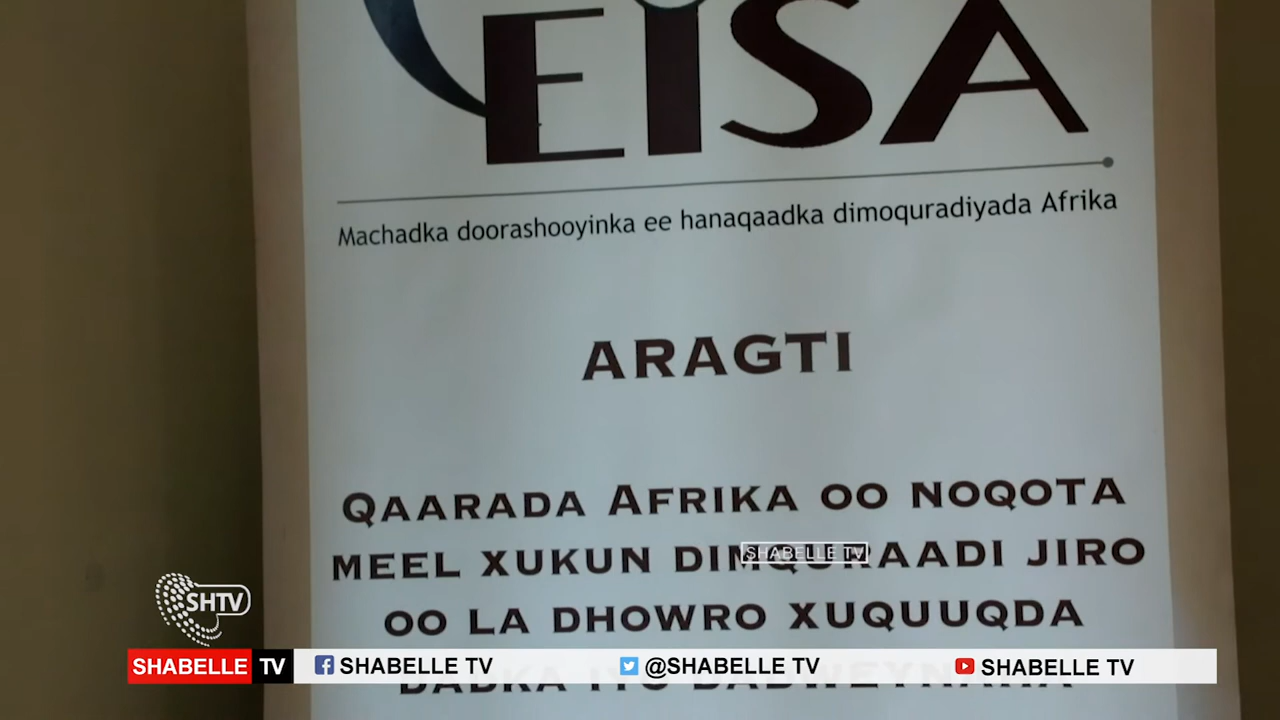 EISA
Machadka doorashooyinka ee hanaqaadka dimoquradiyada Afrika
ARAGTI
QAARADA AFRIKA OO NOQOTA
MEEL XUKUN DIMQURAADI JIRO
SHABELLE TV
OO LA DHOWRO XUQUUQDA
SHTV
SHABELLE TV SHABELLE TV @SHABELLE TV SHABELLE TV